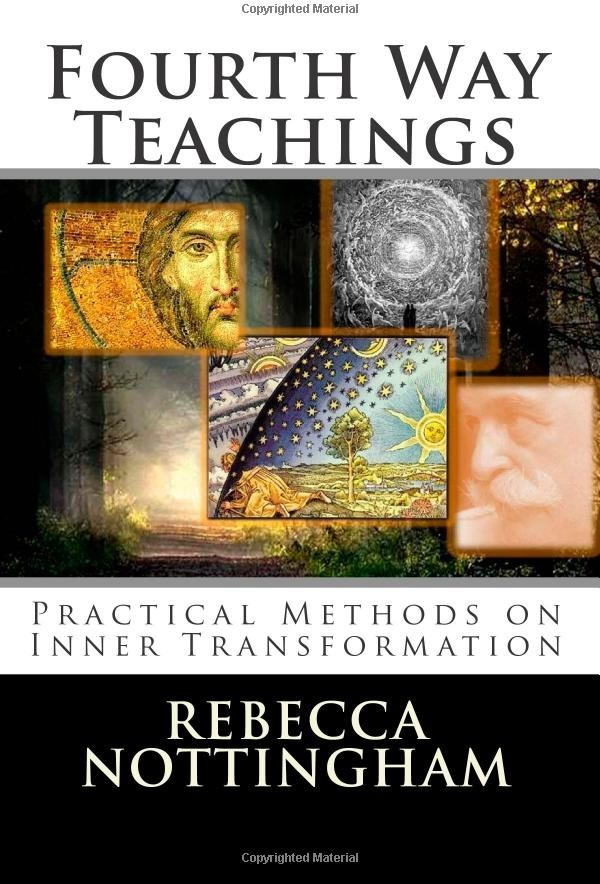 Copyrighted Material
FOURTH WAY
TEACHINGS
PRACTICAL METHODS ON
INNER TRANSFORMATION
REBECCA
NOTTINGHAM
Copyrighted Material